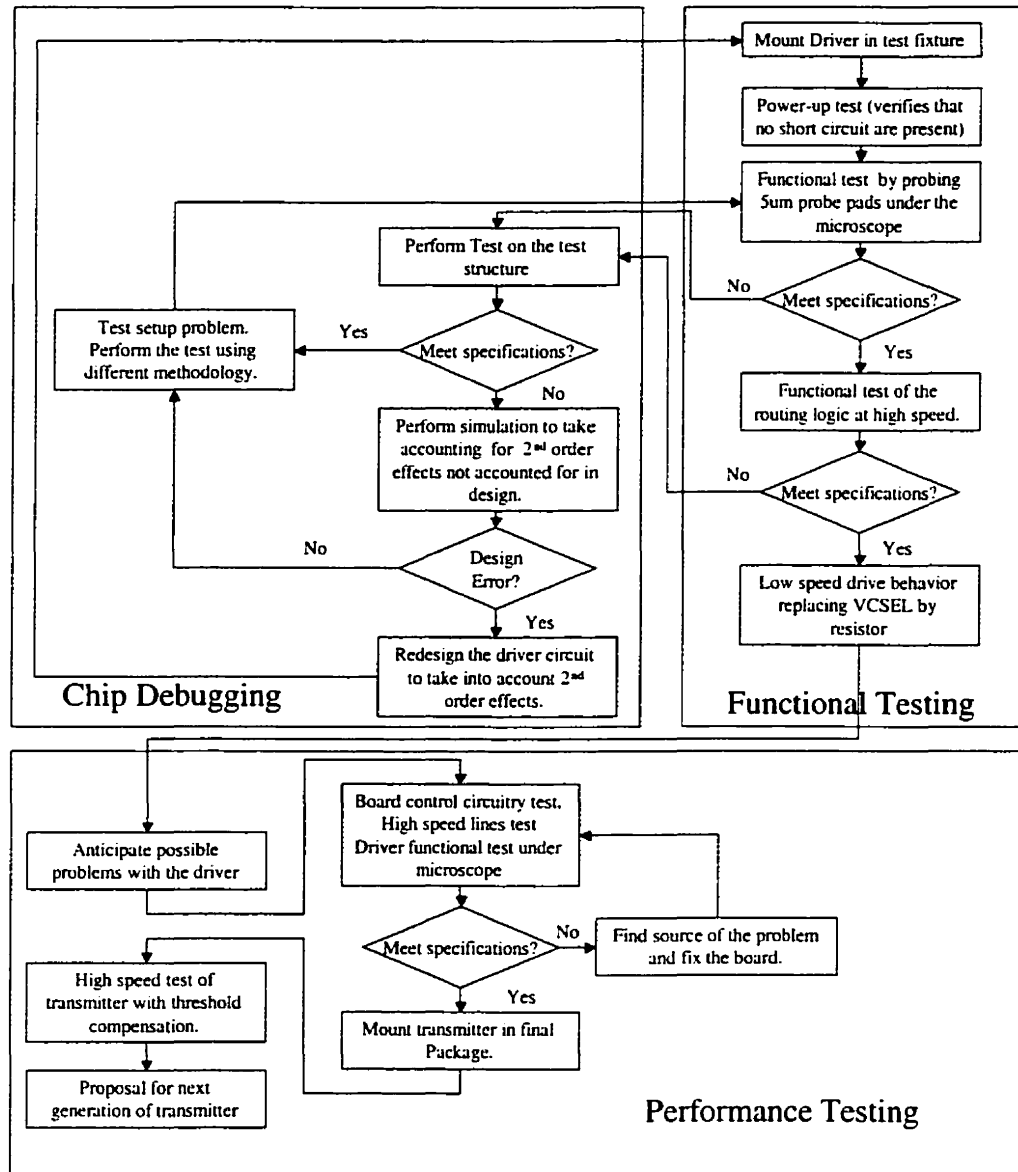 Mount Driver in test fixture
Power-up test (verifies that
no short circuit are present)
Functional test by probing
5um probe pads under the
microscope
Meet specifications?
No
Yes
Functional test of the
routing logic at high speed.
Meet specifications?
No
Yes
Low speed drive behavior
replacing VCSEL by
resistor
Functional Testing
Perform Test on the test
structure
Meet specifications?
Yes
Test setup problem.
Perform the test using
different methodology.
No
Perform simulation to take
accounting for 2nd order
effects not accounted for in
design.
Design
Error?
No
Yes
Redesign the driver circuit
to take into account 2nd
order effects.
Chip Debugging
Anticipate possible
problems with the driver
Board control circuitry test.
High speed lines test
Driver functional test under
microscope
Meet specifications?
No
Find source of the problem
and fix the board.
Yes
Mount transmitter in final
Package.
High speed test of
transmitter with threshold
compensation.
Proposal for next
generation of transmitter
Performance Testing